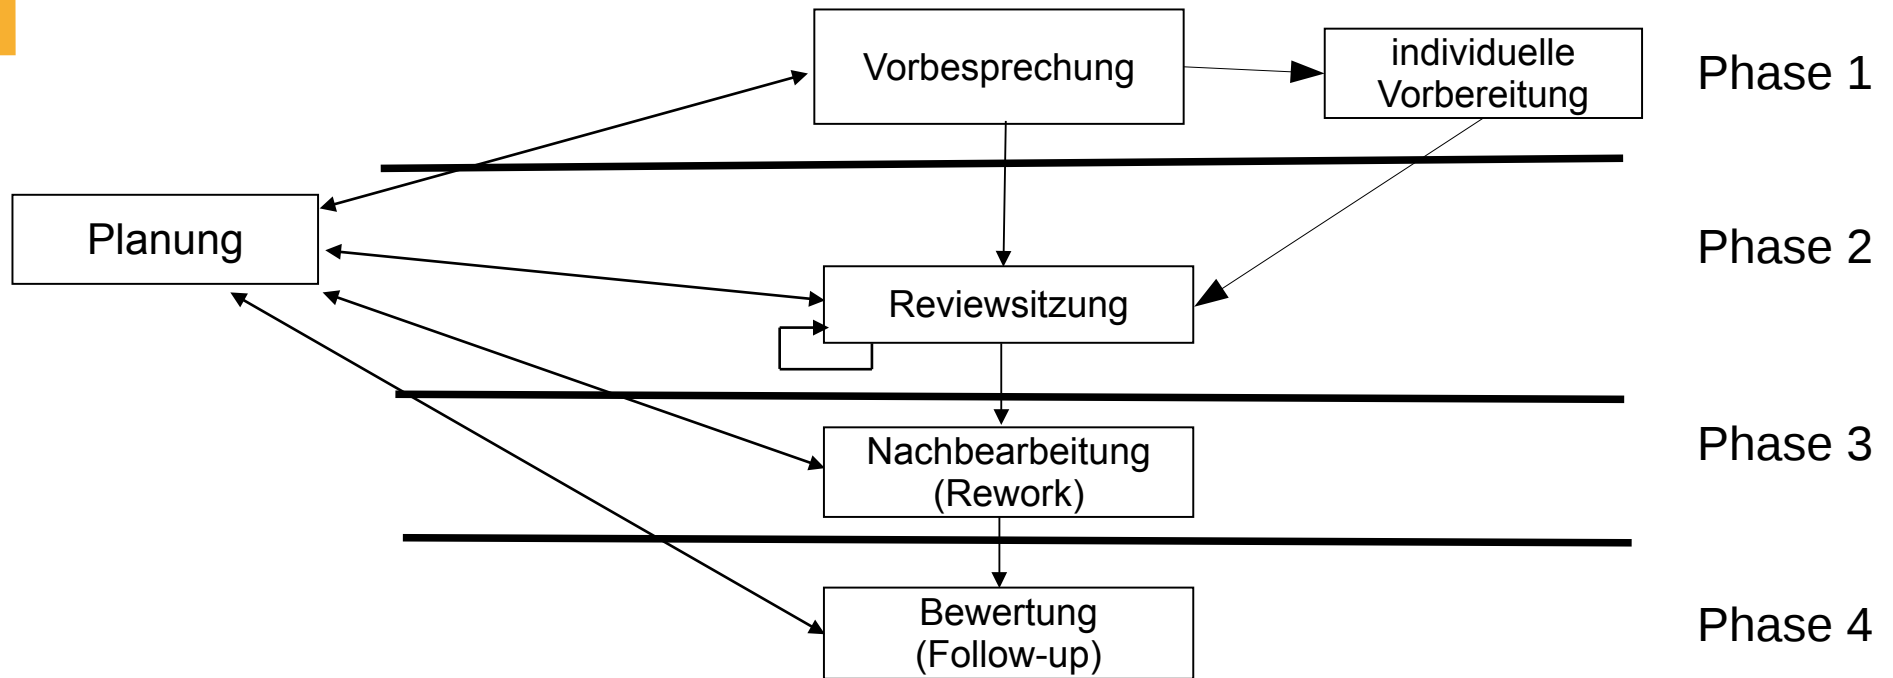 Vorbesprechung
individuelle
Vorbereitung
Phase 1
Planung
Phase 2
Reviewsitzung
Nachbearbeitung
(Rework)
Phase 3
Bewertung
(Follow-up)
Phase 4